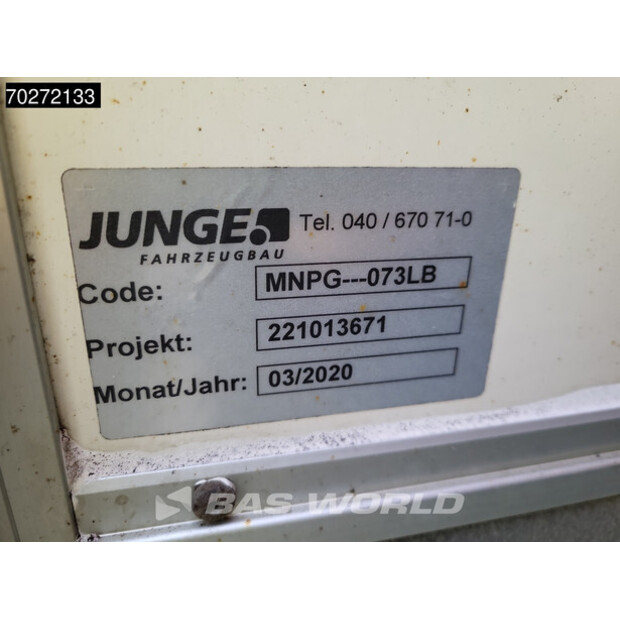 70272133
JUNGE
Tel. 040 / 670 71-0
FAHRZEUGBAU
Code: MNPG---073LB
Projekt: 221013671
Monat/Jahr: 03/2020
BAS WORLD